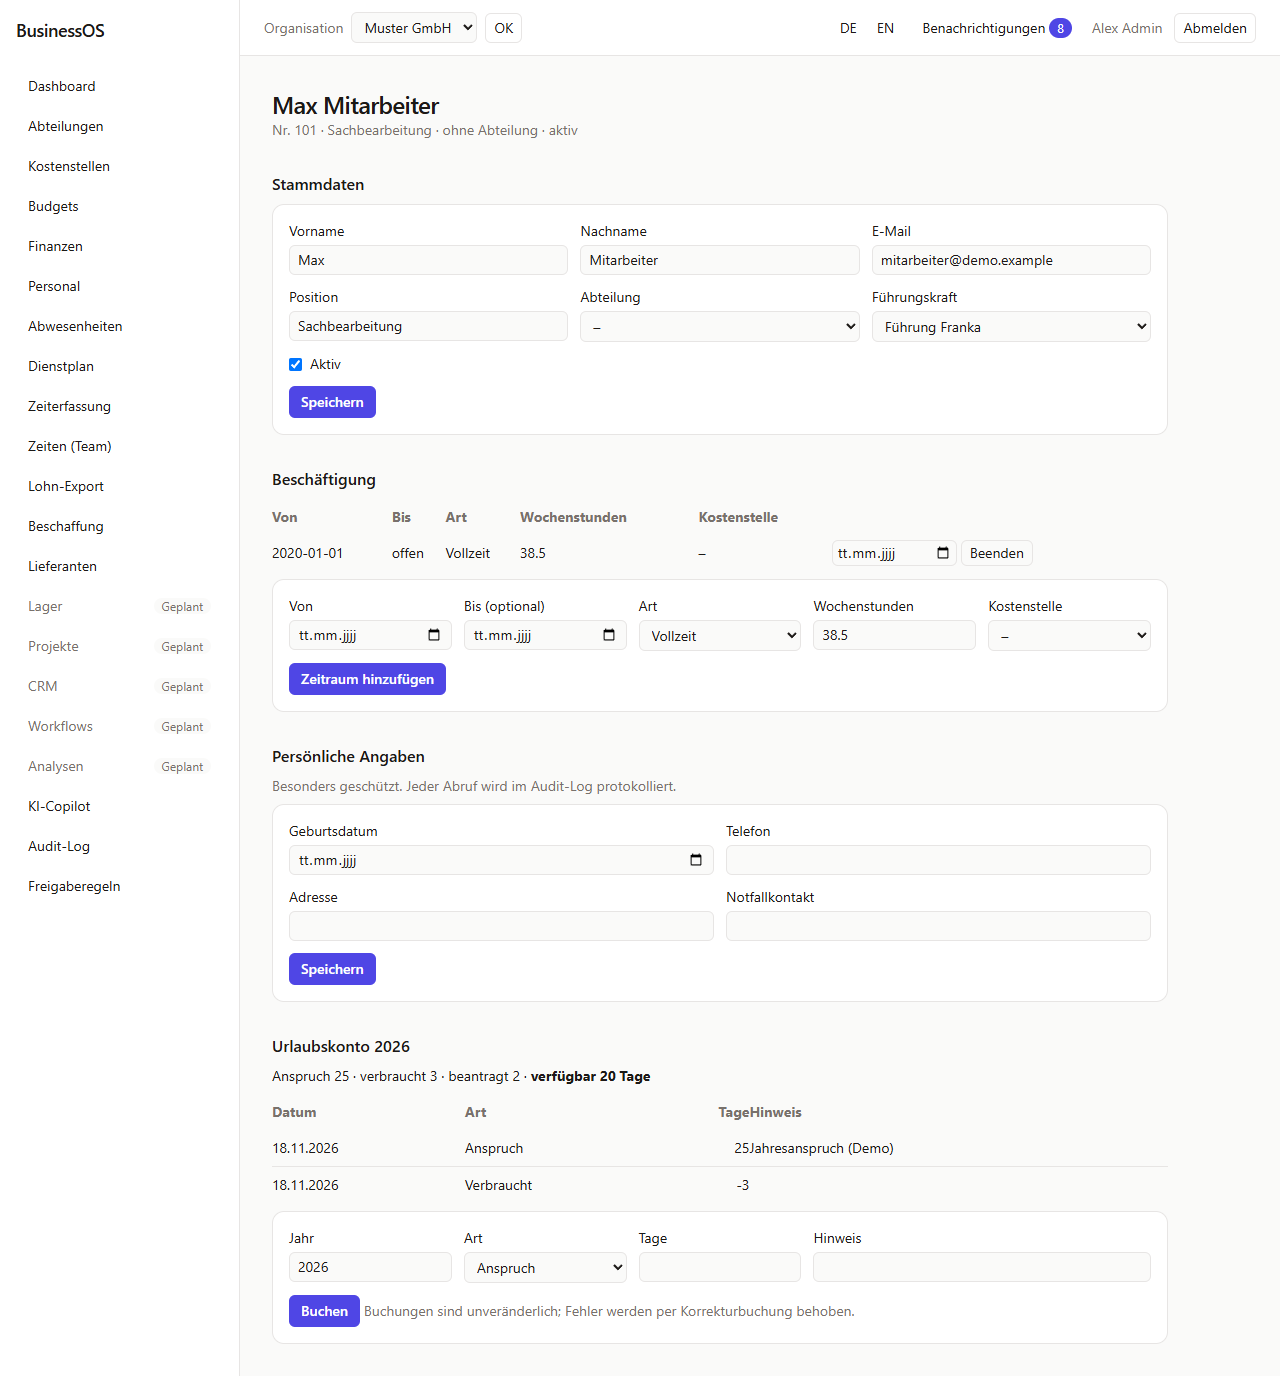 BusinessOS
Organisation Muster GmbH OK DE EN Benachrichtigungen 8 Alex Admin Abmelden
Dashboard
Abteilungen
Kostenstellen
Budgets
Finanzen
Personal
Abwesenheiten
Dienstplan
Zeiterfassung
Zeiten (Team)
Lohn-Export
Beschaffung
Lieferanten
Lager Geplant
Projekte Geplant
CRM Geplant
Workflows Geplant
Analysen Geplant
KI-Copilot
Audit-Log
Freigaberegeln
Max Mitarbeiter
Nr. 101 · Sachbearbeitung · ohne Abteilung · aktiv
Stammdaten
Vorname Nachname E-Mail
Max Mitarbeiter mitarbeiter@demo.example
Position Abteilung Führungskraft
Sachbearbeitung – Führung Franka
Aktiv
Speichern
Beschäftigung
Von Bis Art Wochenstunden Kostenstelle
2020-01-01 offen Vollzeit 38.5 – tt.mm.jjjj Beenden
Von Bis (optional) Art Wochenstunden Kostenstelle
tt.mm.jjjj tt.mm.jjjj Vollzeit 38.5 –
Zeitraum hinzufügen
Persönliche Angaben
Besonders geschützt. Jeder Abruf wird im Audit-Log protokolliert.
Geburtsdatum Telefon
tt.mm.jjjj
Adresse Notfallkontakt
Speichern
Urlaubskonto 2026
Anspruch 25 · verbraucht 3 · beantragt 2 · verfügbar 20 Tage
Datum Art Tage Hinweis
18.11.2026 Anspruch 25 Jahresanspruch (Demo)
18.11.2026 Verbraucht -3
Jahr Art Tage Hinweis
2026 Anspruch
Buchen Buchungen sind unveränderlich; Fehler werden per Korrekturbuchung behoben.